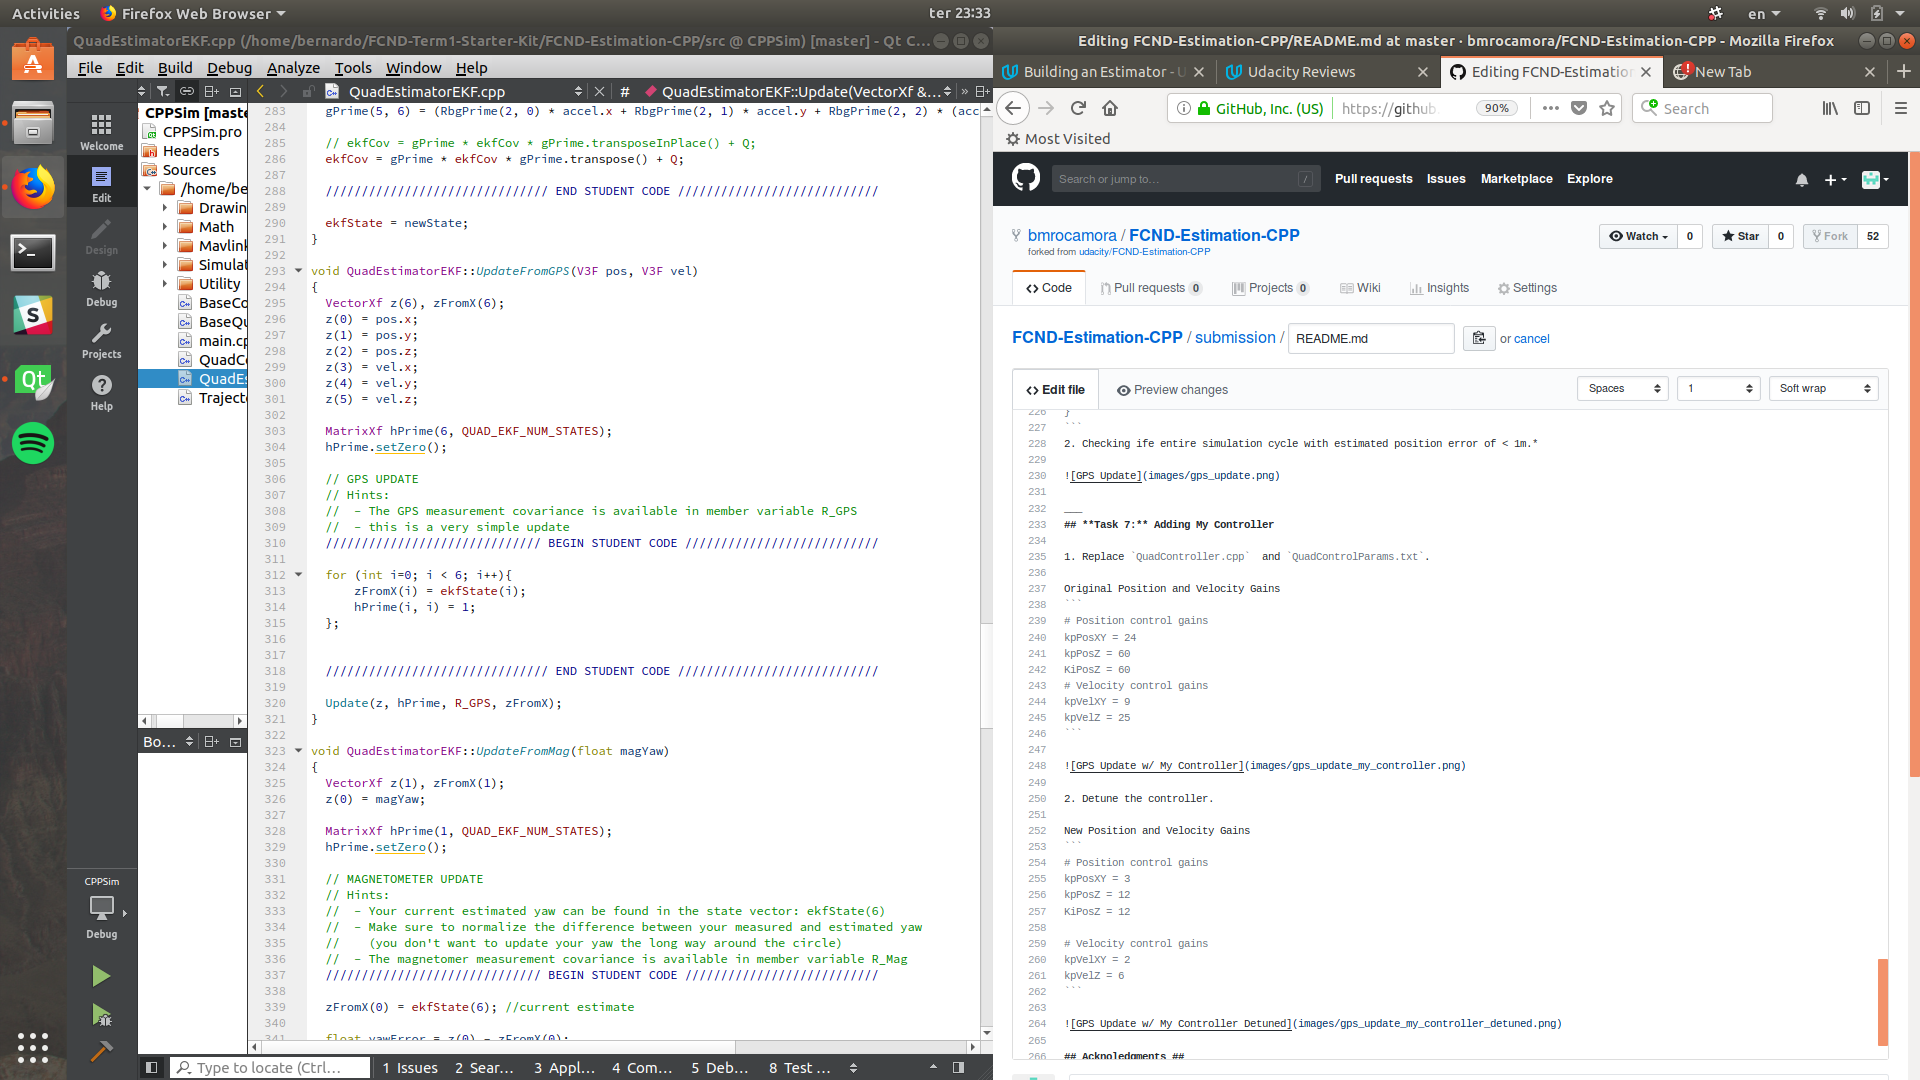 Activities
Firefox Web Browser
ter 23:33
en
QuadEstimatorEKF.cpp (/home/bernardo/FCND-Term1-Starter-Kit/FCND-Estimation-CPP/src @ CPPSim) [master] - Qt C...
File Edit Build Debug Analyze Tools Window Help
QuadEstimatorEKF.cpp
# QuadEstimatorEKF::Update(VectorXf &...
Welcome
Edit
Design
Debug
Projects
Help
CPPSim
Debug
CPPSim [maste
CPPSim.pro
Headers
Sources
/home/be
Drawin
Math
Mavlink
Simulat
Utility
BaseCo
BaseQu
main.cp
QuadCo
QuadEs
Traject
Bo...
283 gPrime(5, 6) = (RbgPrime(2, 0) * accel.x + RbgPrime(2, 1) * accel.y + RbgPrime(2, 2) * (acc
284
285 // ekfCov = gPrime * ekfCov * gPrime.transposeInPlace() + Q;
286 ekfCov = gPrime * ekfCov * gPrime.transpose() + Q;
287
288 /////////////////////////////// END STUDENT CODE ////////////////////////////
289
290 ekfState = newState;
291 }
292
293 void QuadEstimatorEKF::UpdateFromGPS(V3F pos, V3F vel)
294 {
295 VectorXf z(6), zFromX(6);
296 z(0) = pos.x;
297 z(1) = pos.y;
298 z(2) = pos.z;
299 z(3) = vel.x;
300 z(4) = vel.y;
301 z(5) = vel.z;
302
303 MatrixXf hPrime(6, QUAD_EKF_NUM_STATES);
304 hPrime.setZero();
305
306 // GPS UPDATE
307 // Hints:
308 //  - The GPS measurement covariance is available in member variable R_GPS
309 //  - this is a very simple update
310 ////////////////////////////// BEGIN STUDENT CODE ///////////////////////////
311
312 for (int i=0; i < 6; i++){
313 zFromX(i) = ekfState(i);
314 hPrime(i, i) = 1;
315 };
316
317
318 /////////////////////////////// END STUDENT CODE ////////////////////////////
319
320 Update(z, hPrime, R_GPS, zFromX);
321 }
322
323 void QuadEstimatorEKF::UpdateFromMag(float magYaw)
324 {
325 VectorXf z(1), zFromX(1);
326 z(0) = magYaw;
327
328 MatrixXf hPrime(1, QUAD_EKF_NUM_STATES);
329 hPrime.setZero();
330
331 // MAGNETOMETER UPDATE
332 // Hints:
333 //  - Your current estimated yaw can be found in the state vector: ekfState(6)
334 //  - Make sure to normalize the difference between your measured and estimated yaw
335 //    (you don't want to update your yaw the long way around the circle)
336 //  - The magnetomer measurement covariance is available in member variable R_Mag
337 ////////////////////////////// BEGIN STUDENT CODE ///////////////////////////
338
339 zFromX(0) = ekfState(6); //current estimate
340
341 float yawError = z(0) - zFromX(0);
Type to locate (Ctrl...
1 Issues 2 Sear... 3 Appl... 4 Com... 5 Deb... 8 Test ...
Editing FCND-Estimation-CPP/README.md at master · bmrocamora/FCND-Estimation-CPP - Mozilla Firefox
Building an Estimator - U
Udacity Reviews
Editing FCND-Estimation
New Tab
GitHub, Inc. (US)
https://github
90%
Search
Most Visited
Search or jump to... /
Pull requests Issues Marketplace Explore
bmrocamora / FCND-Estimation-CPP
forked from udacity/FCND-Estimation-CPP
Watch 0 Star 0 Fork 52
Code Pull requests 0 Projects 0 Wiki Insights Settings
FCND-Estimation-CPP / submission / README.md or cancel
Edit file Preview changes
Spaces 1 Soft wrap
226 }
227 ```
228 2. Checking ife entire simulation cycle with estimated position error of < 1m.*
229
230 ![GPS Update](images/gps_update.png)
231
232 ___
233 ## **Task 7:** Adding My Controller
234
235 1. Replace `QuadController.cpp`  and `QuadControlParams.txt`.
236
237 Original Position and Velocity Gains
238 ```
239 # Position control gains
240 kpPosXY = 24
241 kpPosZ = 60
242 KiPosZ = 60
243 # Velocity control gains
244 kpVelXY = 9
245 kpVelZ = 25
246 ```
247
248 ![GPS Update w/ My Controller](images/gps_update_my_controller.png)
249
250 2. Detune the controller.
251
252 New Position and Velocity Gains
253 ```
254 # Position control gains
255 kpPosXY = 3
256 kpPosZ = 12
257 KiPosZ = 12
258
259 # Velocity control gains
260 kpVelXY = 2
261 kpVelZ = 6
262 ```
263
264 ![GPS Update w/ My Controller Detuned](images/gps_update_my_controller_detuned.png)
265
266 ## Acknoledgments ##